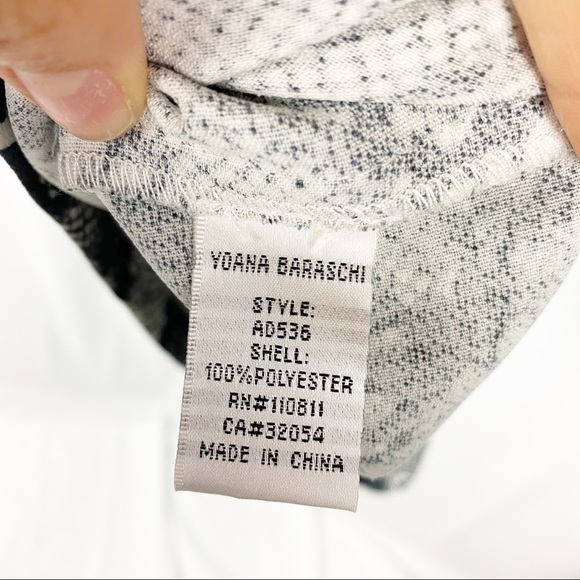 YOANA BARASCHI
STYLE:
AD536
SHELL:
100%POLYESTER
RN#110811
CA#32054
MADE IN CHINA